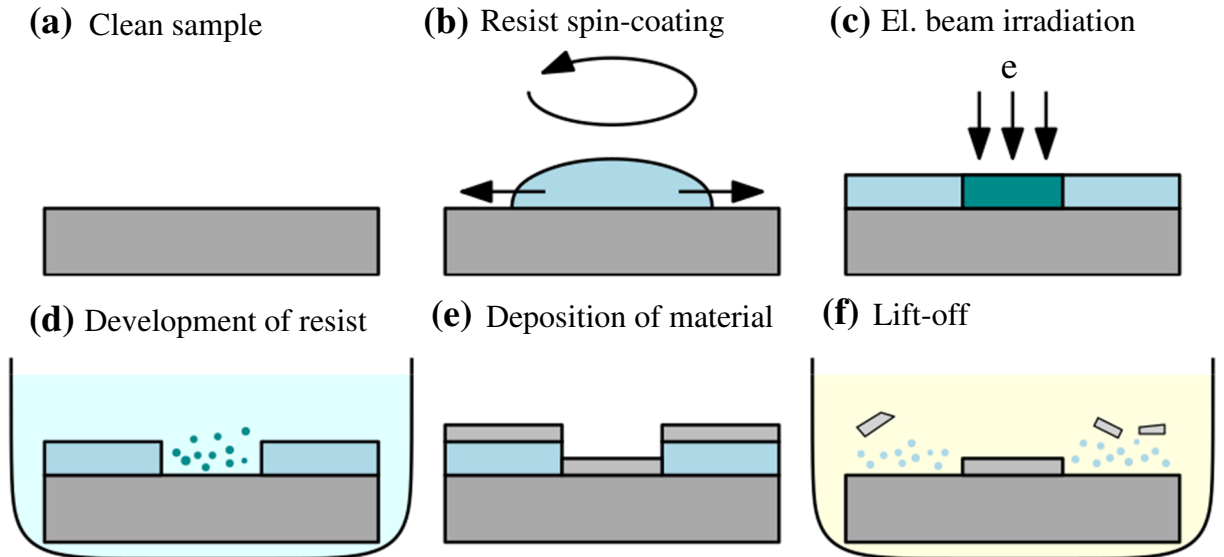 (a) Clean sample
(b) Resist spin-coating
(c) El. beam irradiation
e
(d) Development of resist
(e) Deposition of material
(f) Lift-off